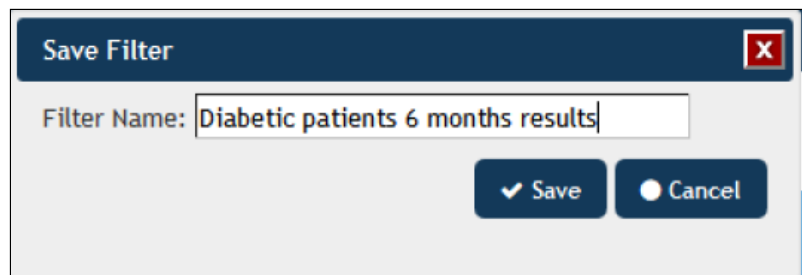 Save Filter X
Filter Name: Diabetic patients 6 months results
Save Cancel